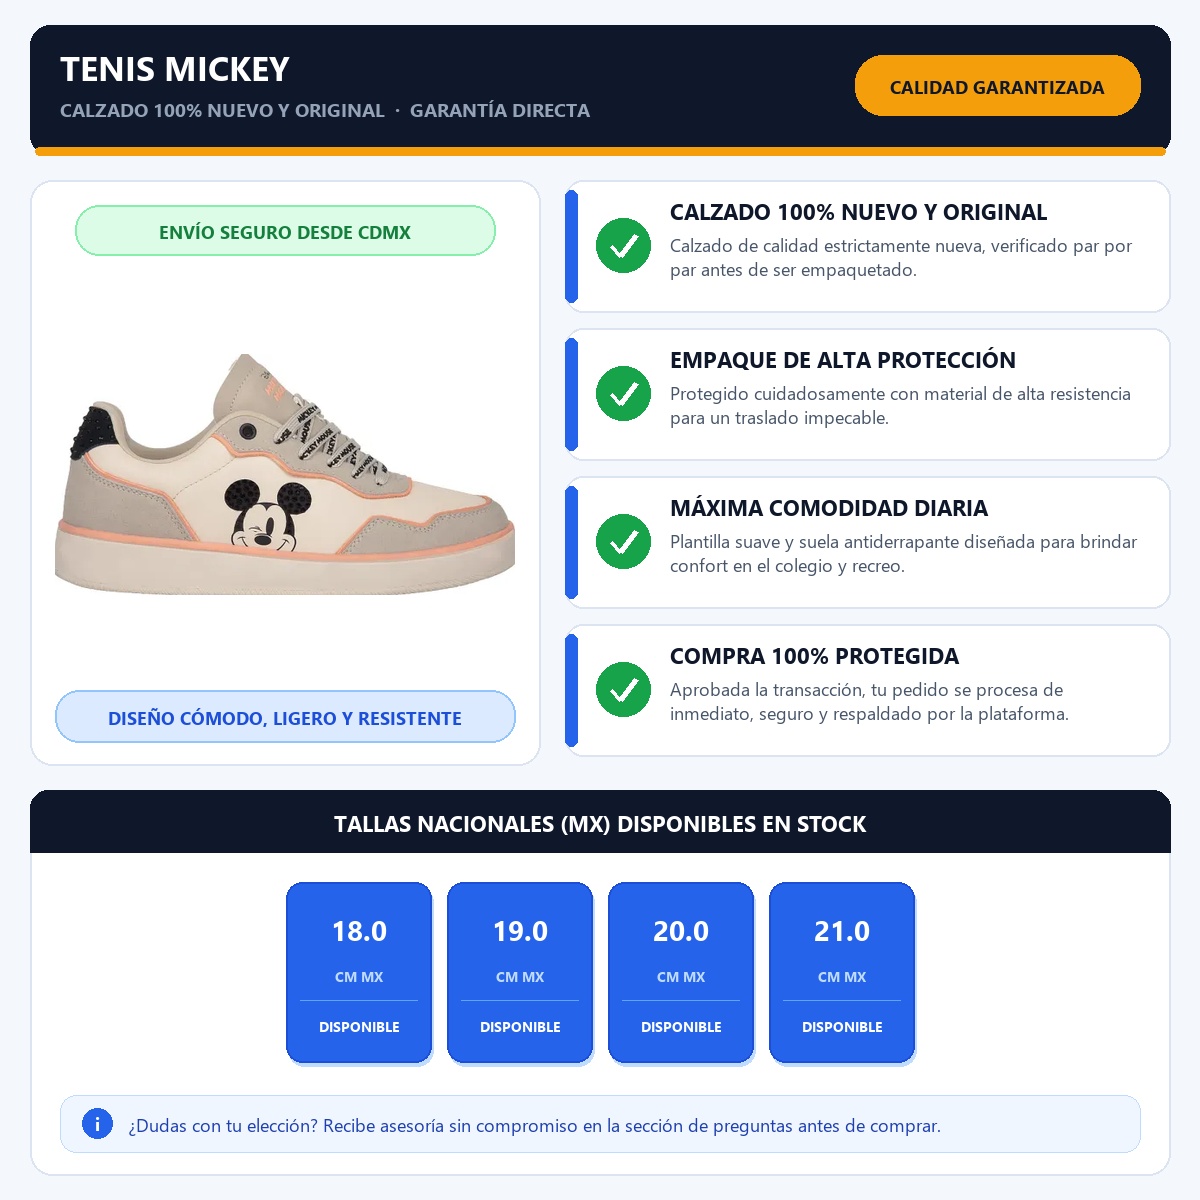 TENIS MICKEY
CALZADO 100% NUEVO Y ORIGINAL · GARANTÍA DIRECTA
CALIDAD GARANTIZADA
ENVÍO SEGURO DESDE CDMX
MICKEY MOUSE
DISEÑO CÓMODO, LIGERO Y RESISTENTE
CALZADO 100% NUEVO Y ORIGINAL
Calzado de calidad estrictamente nueva, verificado par por
par antes de ser empaquetado.
EMPAQUE DE ALTA PROTECCIÓN
Protegido cuidadosamente con material de alta resistencia
para un traslado impecable.
MÁXIMA COMODIDAD DIARIA
Plantilla suave y suela antiderrapante diseñada para brindar
confort en el colegio y recreo.
COMPRA 100% PROTEGIDA
Aprobada la transacción, tu pedido se procesa de
inmediato, seguro y respaldado por la plataforma.
TALLAS NACIONALES (MX) DISPONIBLES EN STOCK
18.0
CM MX
DISPONIBLE
19.0
CM MX
DISPONIBLE
20.0
CM MX
DISPONIBLE
21.0
CM MX
DISPONIBLE
i
¿Dudas con tu elección? Recibe asesoría sin compromiso en la sección de preguntas antes de comprar.